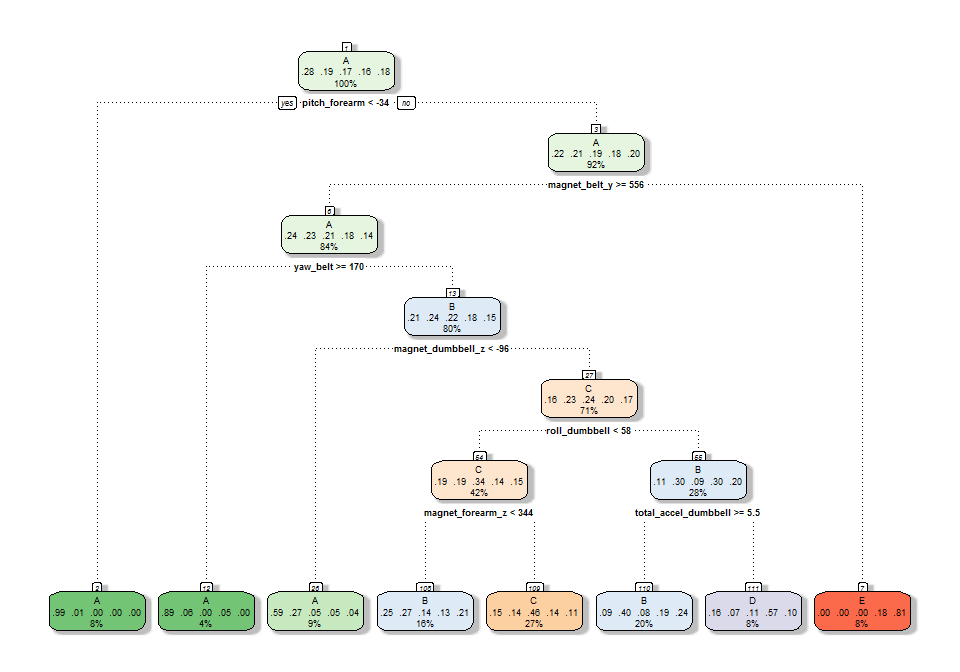 1
A
.28 .19 .17 .16 .18
100%
yes pitch_forearm < -34 no
3
A
.22 .21 .19 .18 .20
92%
magnet_belt_y >= 556
6
A
.24 .23 .21 .18 .14
84%
yaw_belt >= 170
13
B
.21 .24 .22 .18 .15
80%
magnet_dumbbell_z < -96
27
C
.16 .23 .24 .20 .17
71%
roll_dumbbell < 58
54
C
.19 .19 .34 .14 .15
42%
magnet_forearm_z < 344
55
B
.11 .30 .09 .30 .20
28%
total_accel_dumbbell >= 5.5
2
A
.99 .01 .00 .00 .00
8%
12
A
.89 .06 .00 .05 .00
4%
26
A
.59 .27 .05 .05 .04
9%
108
B
.25 .27 .14 .13 .21
16%
109
C
.15 .14 .46 .14 .11
27%
110
B
.09 .40 .08 .19 .24
20%
111
D
.16 .07 .11 .57 .10
8%
7
E
.00 .00 .00 .18 .81
8%